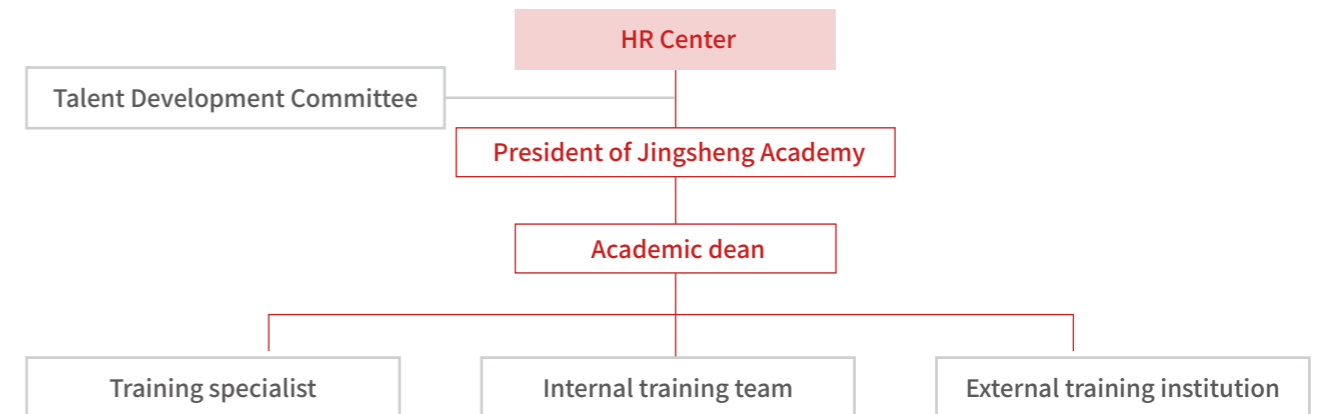 HR Center
Talent Development Committee
President of Jingsheng Academy
Academic dean
Training specialist
Internal training team
External training institution